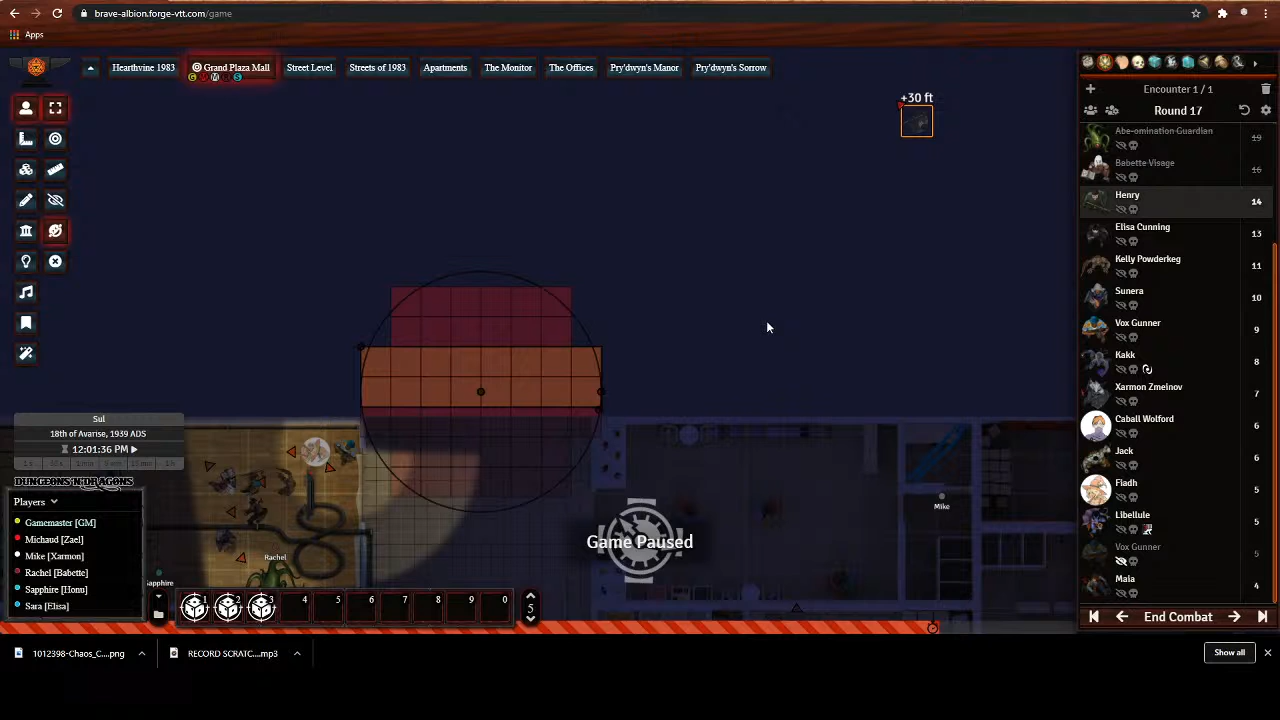 brave-albion.forge-vtt.com/game
Apps
Hearthvine 1983
Grand Plaza Mall
Street Level
Streets of 1983
Apartments
The Monitor
The Offices
Pry'dwyn's Manor
Pry'dwyn's Sorrow
+30 ft
Encounter 1 / 1
Round 17
Abe-omination Guardian
19
Babette Visage
16
Henry
14
Elisa Cunning
13
Kelly Powderkeg
11
Sunera
10
Vox Gunner
9
Kakk
8
Xarmon Zmeinov
7
Caball Wolford
6
Jack
6
Fiadh
5
Libellule
5
Vox Gunner
5
Maia
4
End Combat
Sul
18th of Avarise, 1939 ADS
12:01:36 PM
DUNGEONS 'N' DRAGONS
Players
Gamemaster [GM]
Michaud [Zael]
Mike [Xarmon]
Rachel [Babette]
Sapphire [Honu]
Sara [Elisa]
Rachel
Sapphire
Mike
Game Paused
1 2 3 4 5 6 7 8 9 0
5
1012398-Chaos_C....png
RECORD SCRATC....mp3
Show all